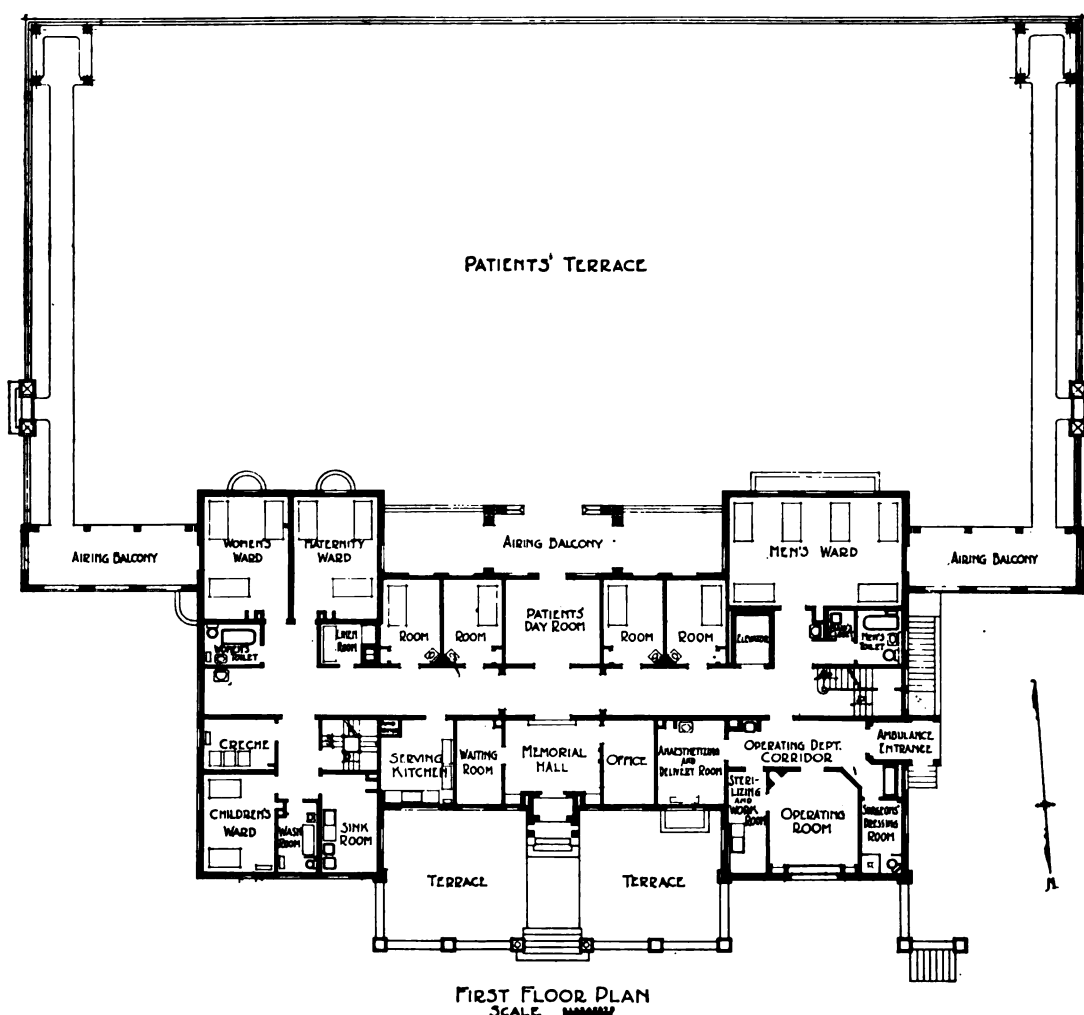 PATIENTS' TERRACE
AIRING BALCONY
WOMEN'S
WARD
MATERNITY
WARD
AIRING BALCONY
MEN'S WARD
AIRING BALCONY
WOMEN'S
TOILET
LINEN
ROOM
ROOM
ROOM
PATIENTS'
DAY ROOM
ROOM
ROOM
ELEVATOR
MEN'S
TOILET
CRECHE
SERVING
KITCHEN
WAITING
ROOM
MEMORIAL
HALL
OFFICE
ANAESTHETIZING
AND
DELIVERY ROOM
OPERATING DEPT.
CORRIDOR
AMBULANCE
ENTRANCE
CHILDREN'S
WARD
WASH
ROOM
SINK
ROOM
STERI-
LIZING
AND
WORK
ROOM
OPERATING
ROOM
SURGEONS'
DRESSING
ROOM
TERRACE
TERRACE
N
FIRST FLOOR PLAN
SCALE